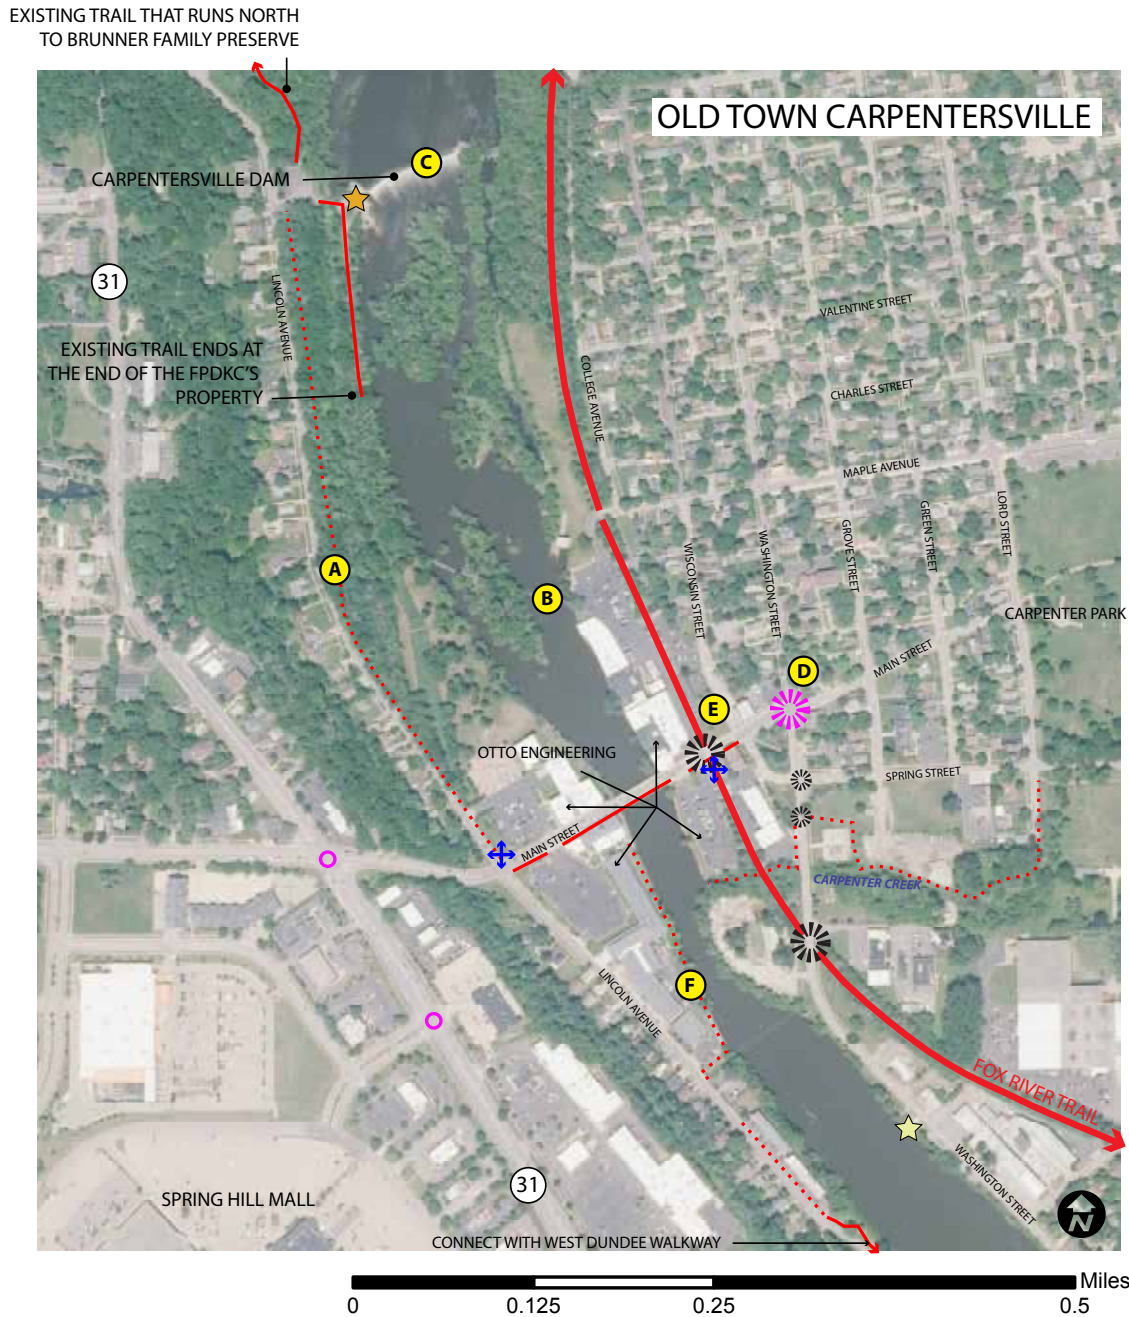 EXISTING TRAIL THAT RUNS NORTH
TO BRUNNER FAMILY PRESERVE
OLD TOWN CARPENTERSVILLE
C
CARPENTERSVILLE DAM
31
LINCOLN AVENUE
VALENTINE STREET
EXISTING TRAIL ENDS AT
THE END OF THE FPDKC'S
PROPERTY
COLLEGE AVENUE
CHARLES STREET
MAPLE AVENUE
LORD STREET
GREEN STREET
GROVE STREET
WASHINGTON STREET
WISCONSIN STREET
A
B
CARPENTER PARK
MAIN STREET
D
E
OTTO ENGINEERING
SPRING STREET
MAIN STREET
CARPENTER CREEK
F
LINCOLN AVENUE
FOX RIVER TRAIL
WASHINGTON STREET
31
SPRING HILL MALL
N
CONNECT WITH WEST DUNDEE WALKWAY
Miles
0 0.125 0.25 0.5